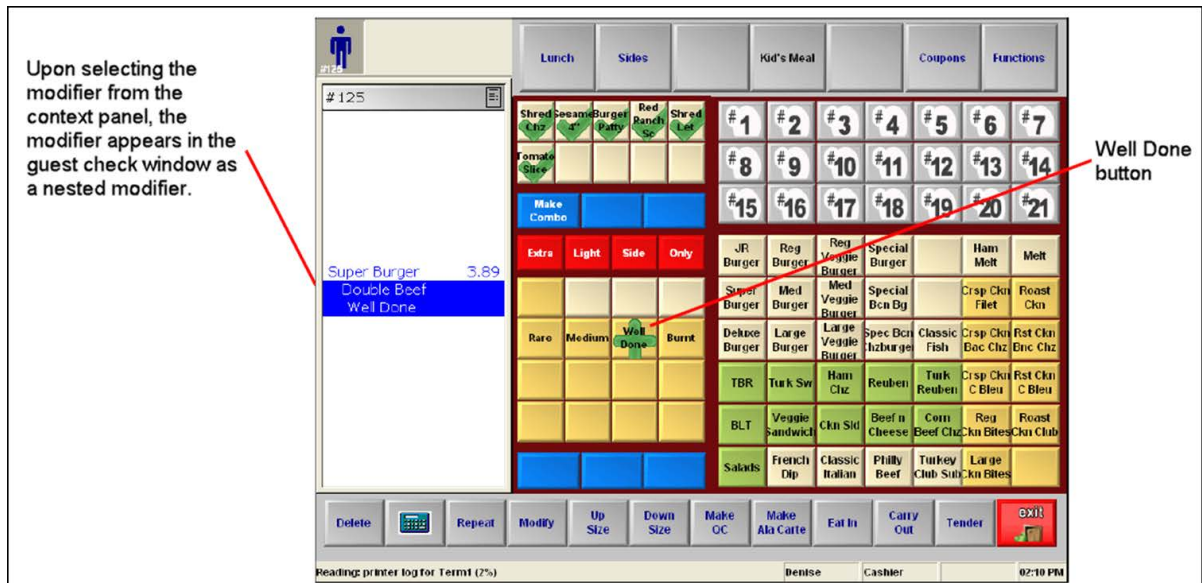 Upon selecting the
modifier from the
context panel, the
modifier appears in the
guest check window as
a nested modifier.
#125
#125
Super Burger 3.89
Double Beef
Well Done
Lunch Sides Kid's Meal Coupons Functions
Shred Chz Sesame 4" Burger Patty Red Ranch Sc Shred Let
Tomato Slice
Make Combo
Extra Light Side Only
Rare Medium Well Done Burnt
#1 #2 #3 #4 #5 #6 #7
#8 #9 #10 #11 #12 #13 #14
#15 #16 #17 #18 #19 #20 #21
JR Burger Reg Burger Reg Veggie Burger Special Burger Ham Melt Melt
Super Burger Med Burger Med Veggie Burger Special Bcn Bg Crsp Ckn Filet Roast Ckn
Deluxe Burger Large Burger Large Veggie Burger Spec Bcn Chzburger Classic Fish Crsp Ckn Bac Chz Rst Ckn Bnc Chz
TBR Turk Sw Ham Chz Reuben Turk Reuben Crsp Ckn C Bleu Rst Ckn C Bleu
BLT Veggie Sandwich Ckn Sld Beef n Cheese Corn Beef Chz Reg Ckn Bites Roast Ckn Club
Salads French Dip Classic Italian Philly Beef Turkey Club Sub Large Ckn Bites
Well Done
button
Delete Repeat Modify Up Size Down Size Make QC Make Ala Carte Eat In Carry Out Tender exit
Reading: printer log for Term1 (2%) Denise Cashier 02:10 PM